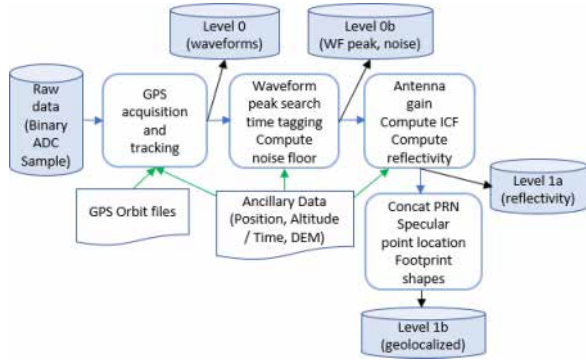 Level 0
(waveforms)
Level 0b
(WF peak, noise)
Raw
data
(Binary
ADC
Sample)
GPS
acquisition
and
tracking
Waveform
peak search
time tagging
Compute
noise floor
Antenna
gain
Compute ICF
Compute
reflectivity
Level 1a
(reflectivity)
GPS Orbit files
Ancillary Data
(Position, Altitude
/ Time, DEM)
Concat PRN
Specular
point location
Footprint
shapes
Level 1b
(geolocalized)